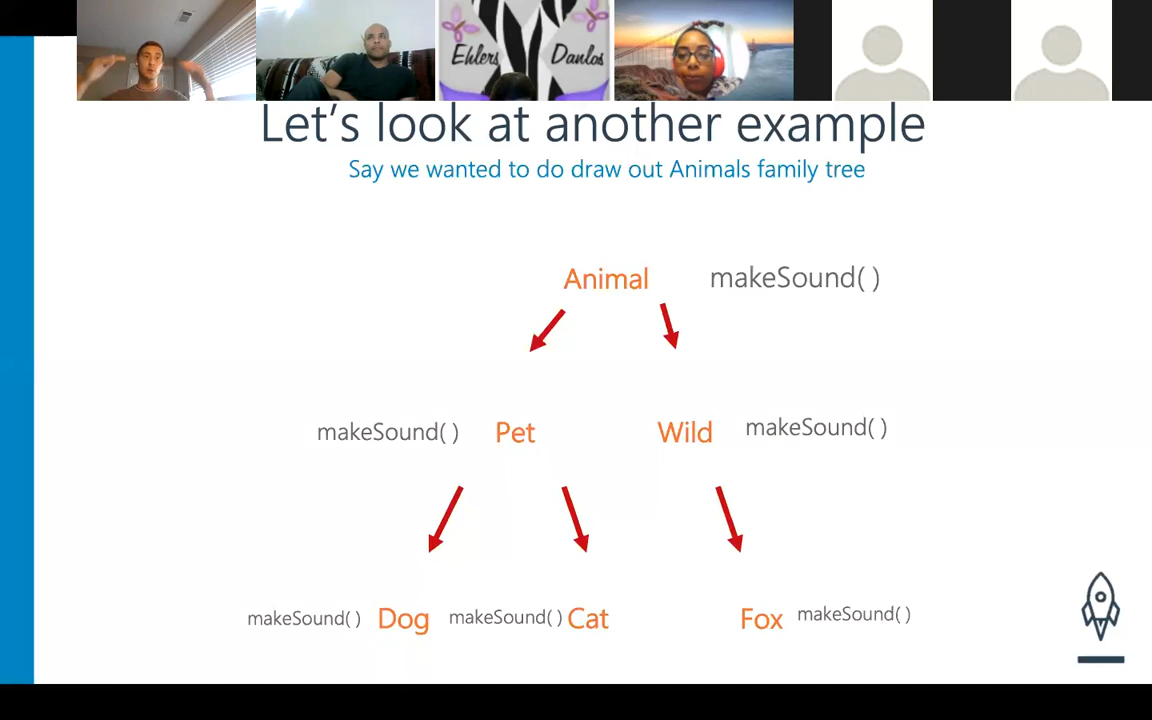 Ehlers Danlos
Let's look at another example
Say we wanted to do draw out Animals family tree
Animal makeSound( )
makeSound( ) Pet Wild makeSound( )
makeSound( ) Dog makeSound( ) Cat Fox makeSound( )